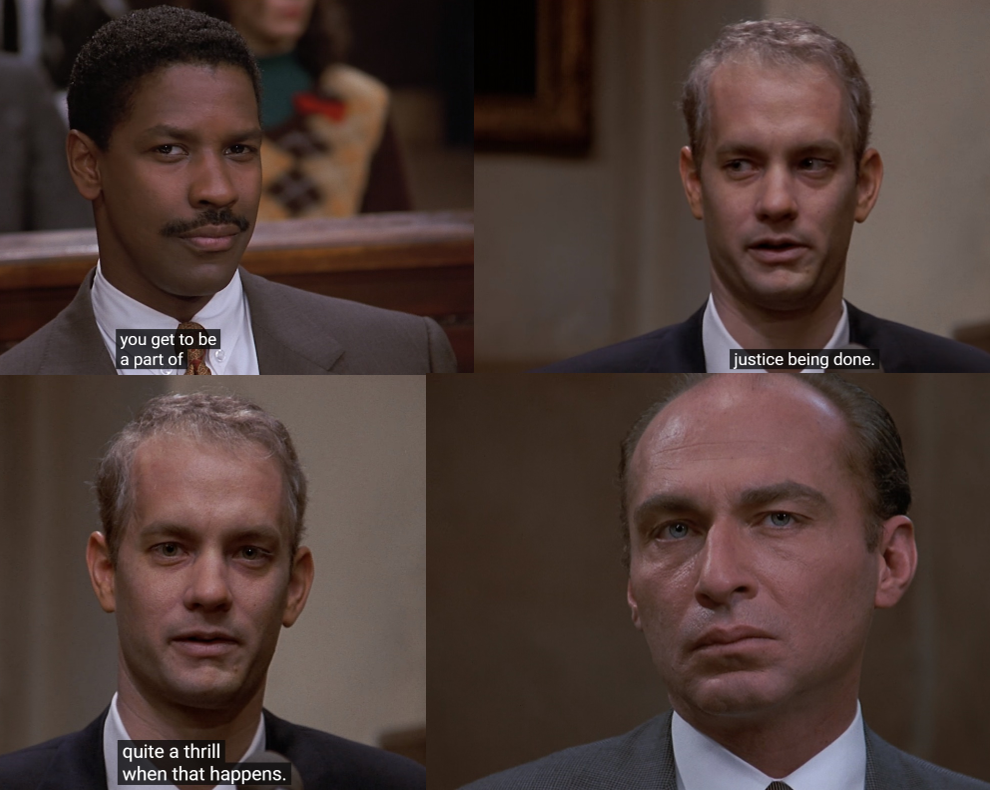 you get to be
a part of
justice being done.
quite a thrill
when that happens.